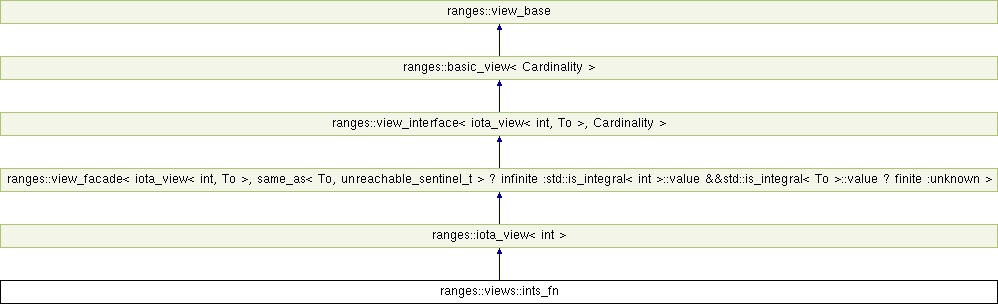 ranges::view_base
ranges::basic_view< Cardinality >
ranges::view_interface< iota_view< int, To >, Cardinality >
ranges::view_facade< iota_view< int, To >, same_as< To, unreachable_sentinel_t > ? infinite :std::is_integral< int >::value &&std::is_integral< To >::value ? finite :unknown >
ranges::iota_view< int >
ranges::views::ints_fn